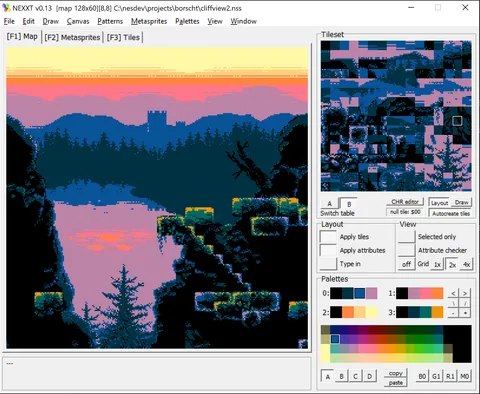 NEXXT v0.13 [map 128x60][8,8] C:\nesdev\projects\borscht\cliffview2.nss
File Edit Draw Canvas Patterns Metasprites Palettes View Window ?
[F1] Map [F2] Metasprites [F3] Tiles
Tileset
A B
Switch table
CHR editor
null tile: $00
Layout Draw
Autocreate tiles
Layout
Apply tiles
Apply attributes
Type in
View
Selected only
Attribute checker
off Grid 1x 2x 4x
Palettes
0: 1: < >
\ /
2: 3: - +
A B C D copy paste B0 G1 R1 M0
---